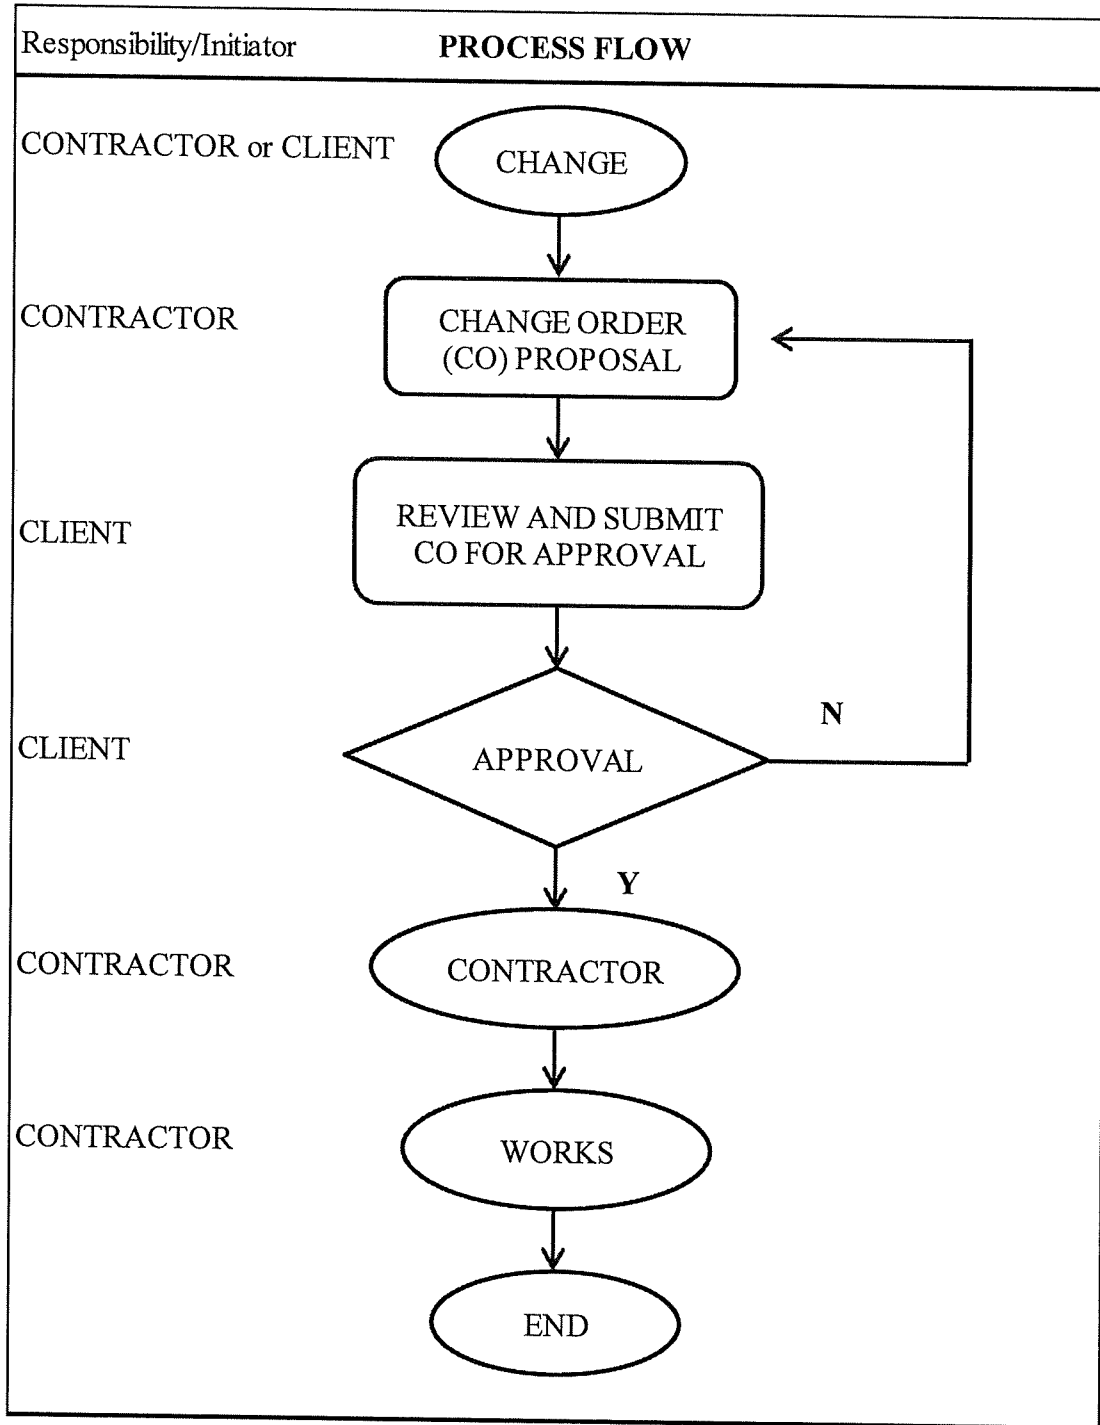 Responsibility/Initiator PROCESS FLOW
CONTRACTOR or CLIENT
CHANGE
CONTRACTOR
CHANGE ORDER
(CO) PROPOSAL
CLIENT
REVIEW AND SUBMIT
CO FOR APPROVAL
CLIENT
APPROVAL
N
Y
CONTRACTOR
CONTRACTOR
CONTRACTOR
WORKS
END